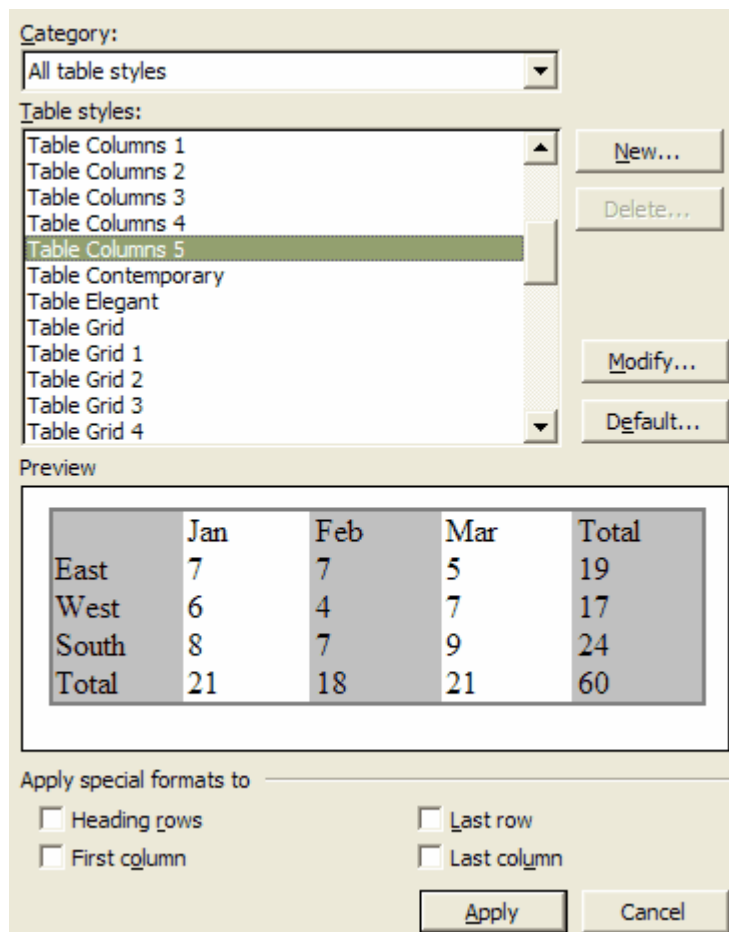 Category:
All table styles
Table styles:
Table Columns 1
Table Columns 2
Table Columns 3
Table Columns 4
Table Columns 5
Table Contemporary
Table Elegant
Table Grid
Table Grid 1
Table Grid 2
Table Grid 3
Table Grid 4
New...
Delete...
Modify...
Default...
Preview
Jan Feb Mar Total
East 7 7 5 19
West 6 4 7 17
South 8 7 9 24
Total 21 18 21 60
Apply special formats to
Heading rows Last row
First column Last column
Apply Cancel